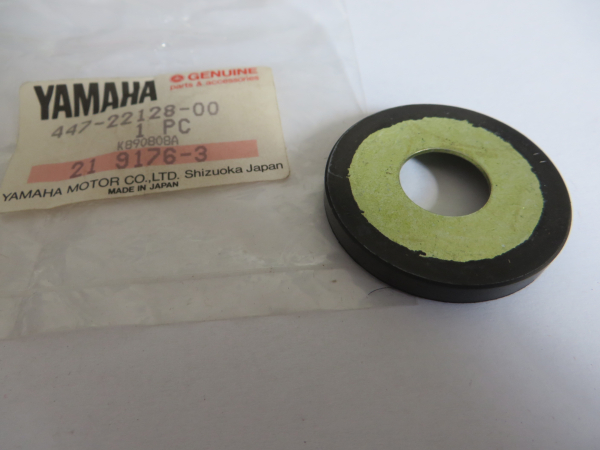 YAMAHA
GENUINE
parts & accessories
447-22128-00
1 PC
K890808A
21 9176-3
YAMAHA MOTOR CO.,LTD. Shizuoka Japan
MADE IN JAPAN